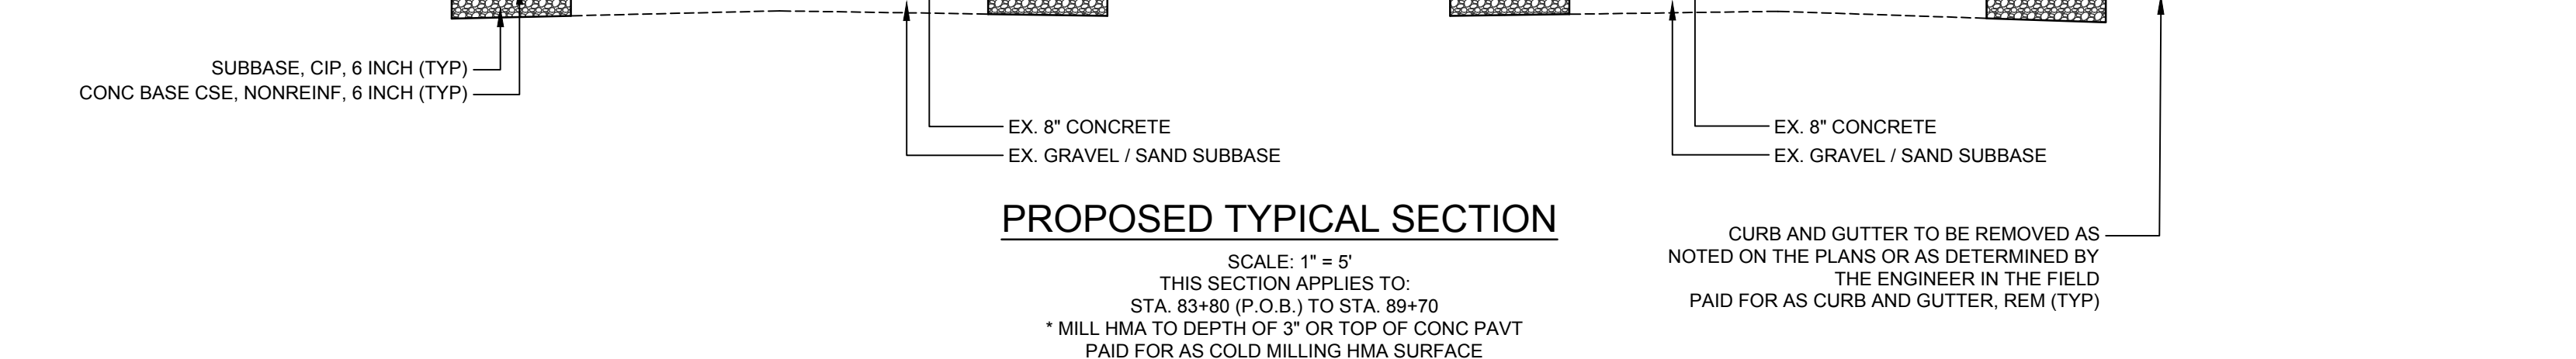 SUBBASE, CIP, 6 INCH (TYP)
CONC BASE CSE, NONREINF, 6 INCH (TYP)
EX. 8" CONCRETE
EX. GRAVEL / SAND SUBBASE
EX. 8" CONCRETE
EX. GRAVEL / SAND SUBBASE
PROPOSED TYPICAL SECTION
SCALE: 1" = 5'
THIS SECTION APPLIES TO:
STA. 83+80 (P.O.B.) TO STA. 89+70
* MILL HMA TO DEPTH OF 3" OR TOP OF CONC PAVT
PAID FOR AS COLD MILLING HMA SURFACE
CURB AND GUTTER TO BE REMOVED AS
NOTED ON THE PLANS OR AS DETERMINED BY
THE ENGINEER IN THE FIELD
PAID FOR AS CURB AND GUTTER, REM (TYP)